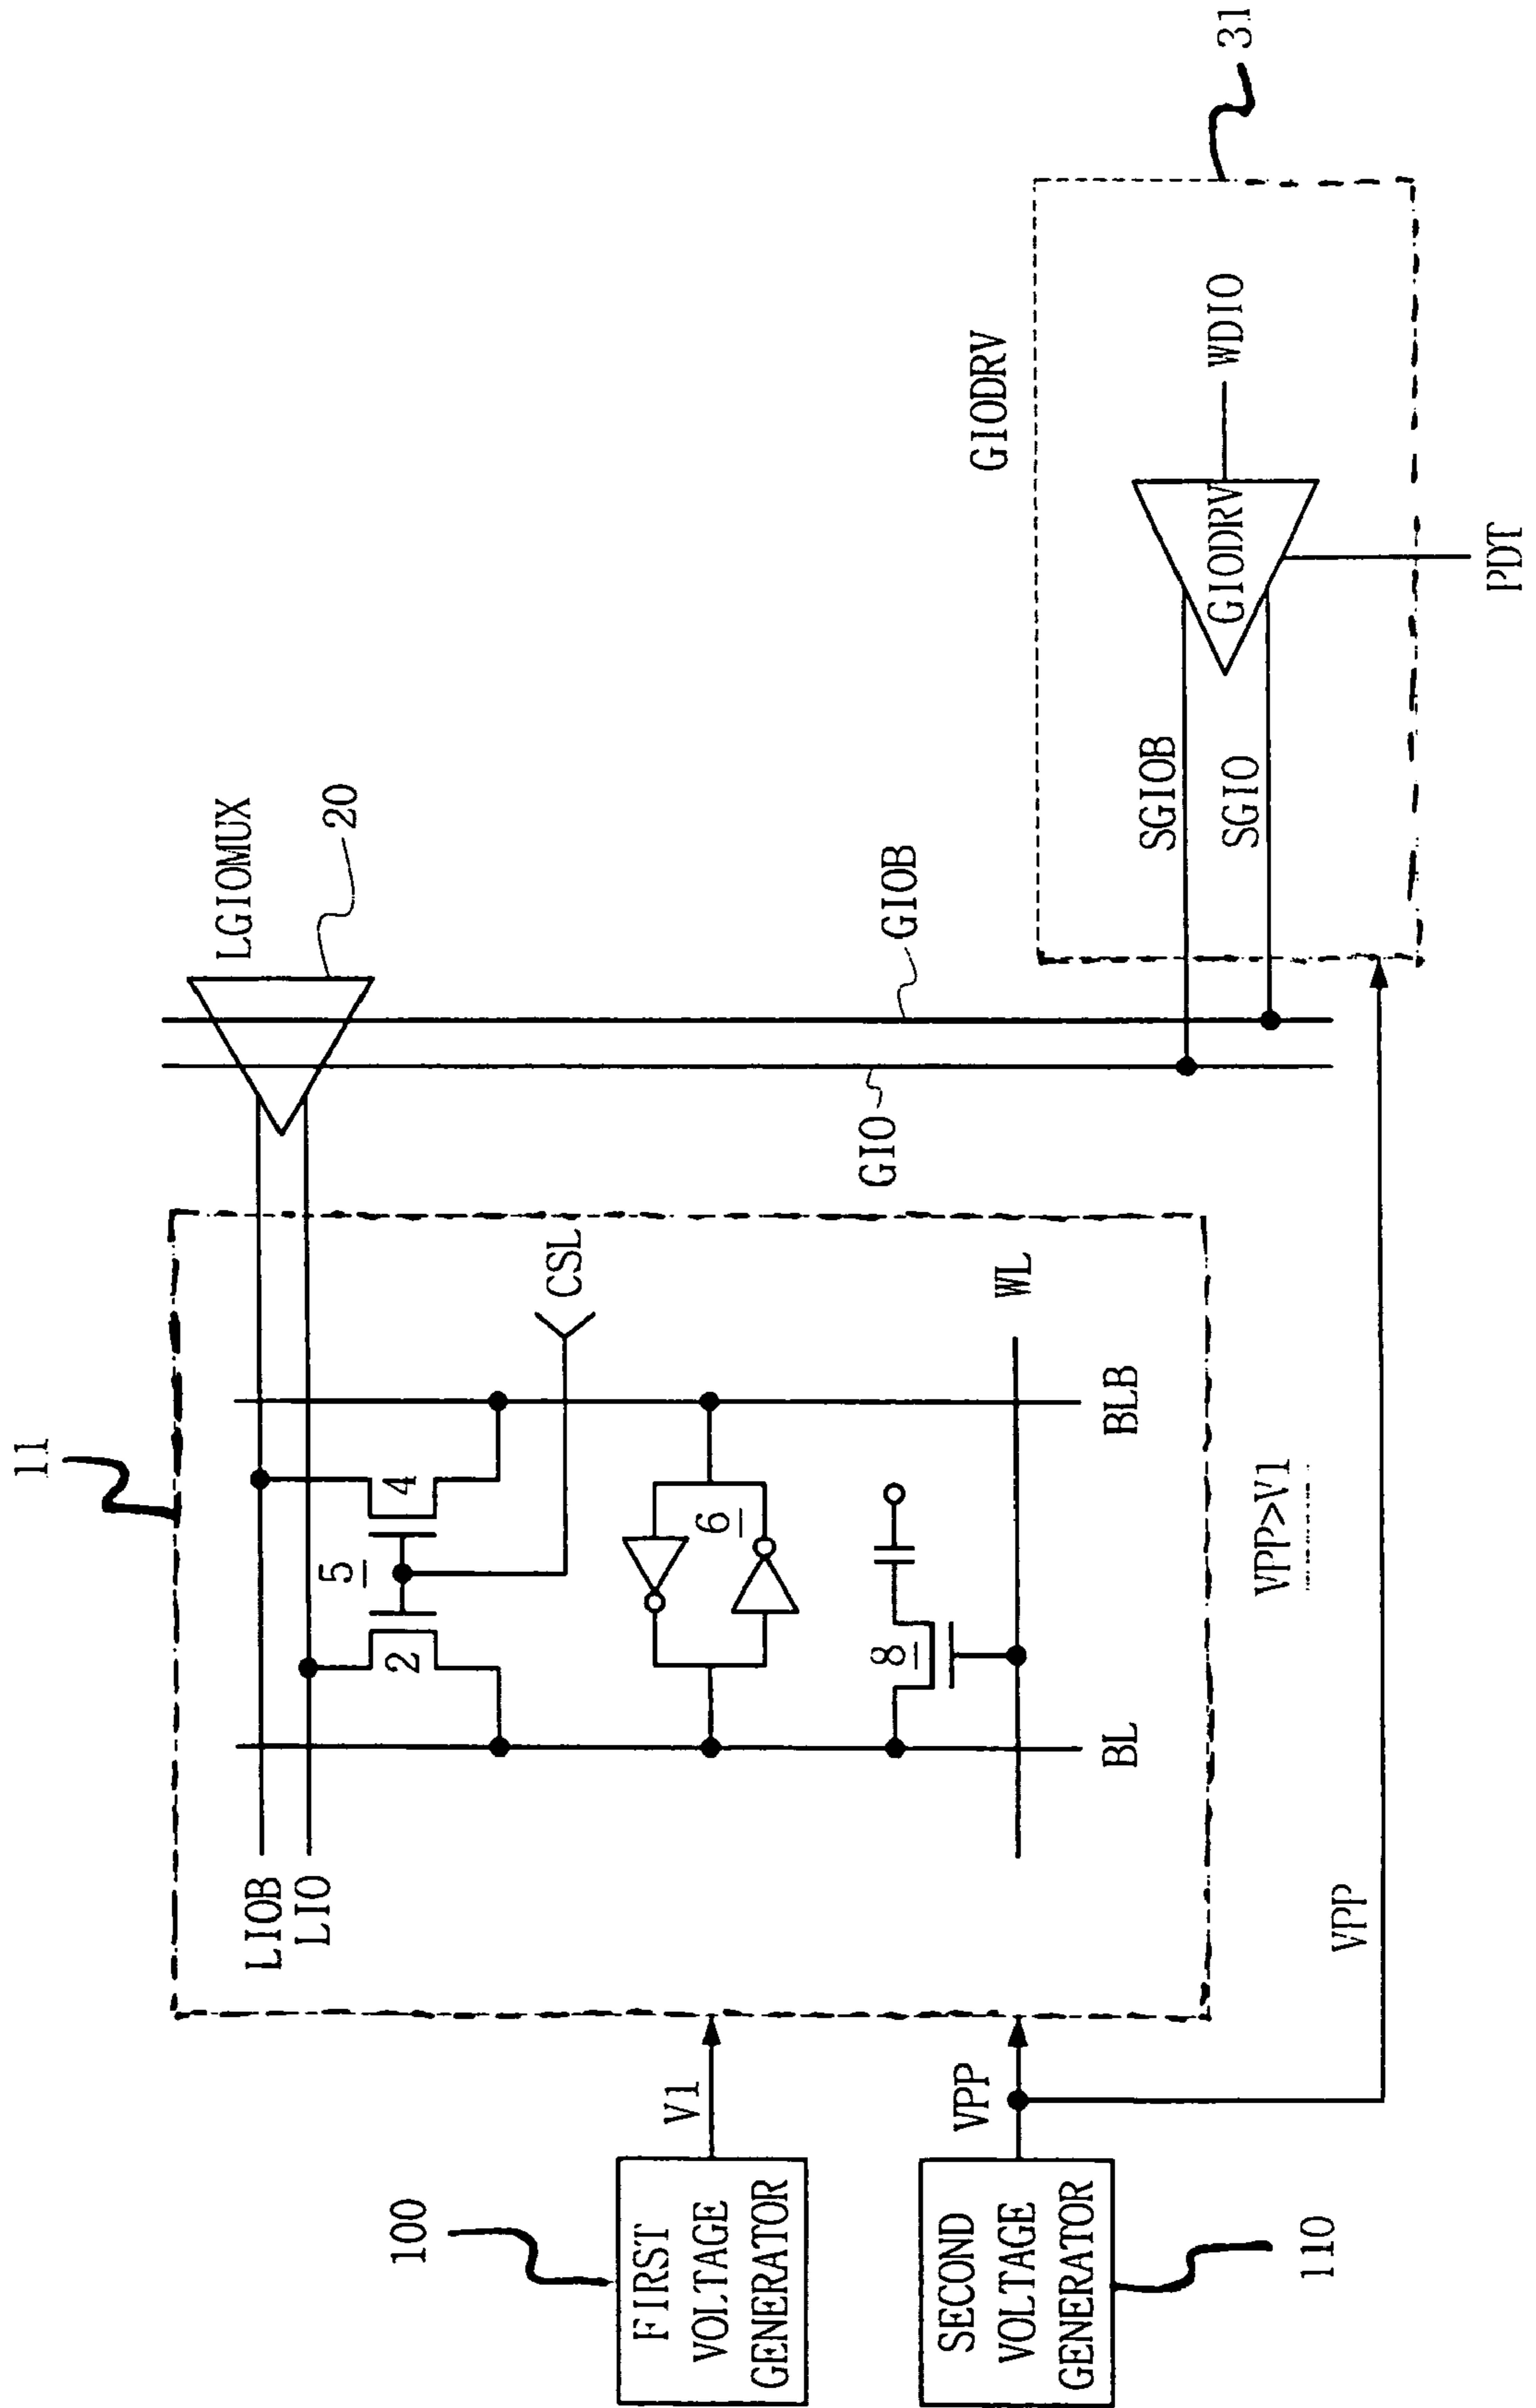 11
LGIOMUX
20
LIOB
LIO
5
2
4
CSL
6
8
WL
BL
BLB
GIO
GIOB
GIODRV
31
SGIOB
SGIO
GIODRV
WDIO
PDT
100
FIRST
VOLTAGE
GENERATOR
V1
SECOND
VOLTAGE
GENERATOR
110
VPP
VPP>V1
VPP